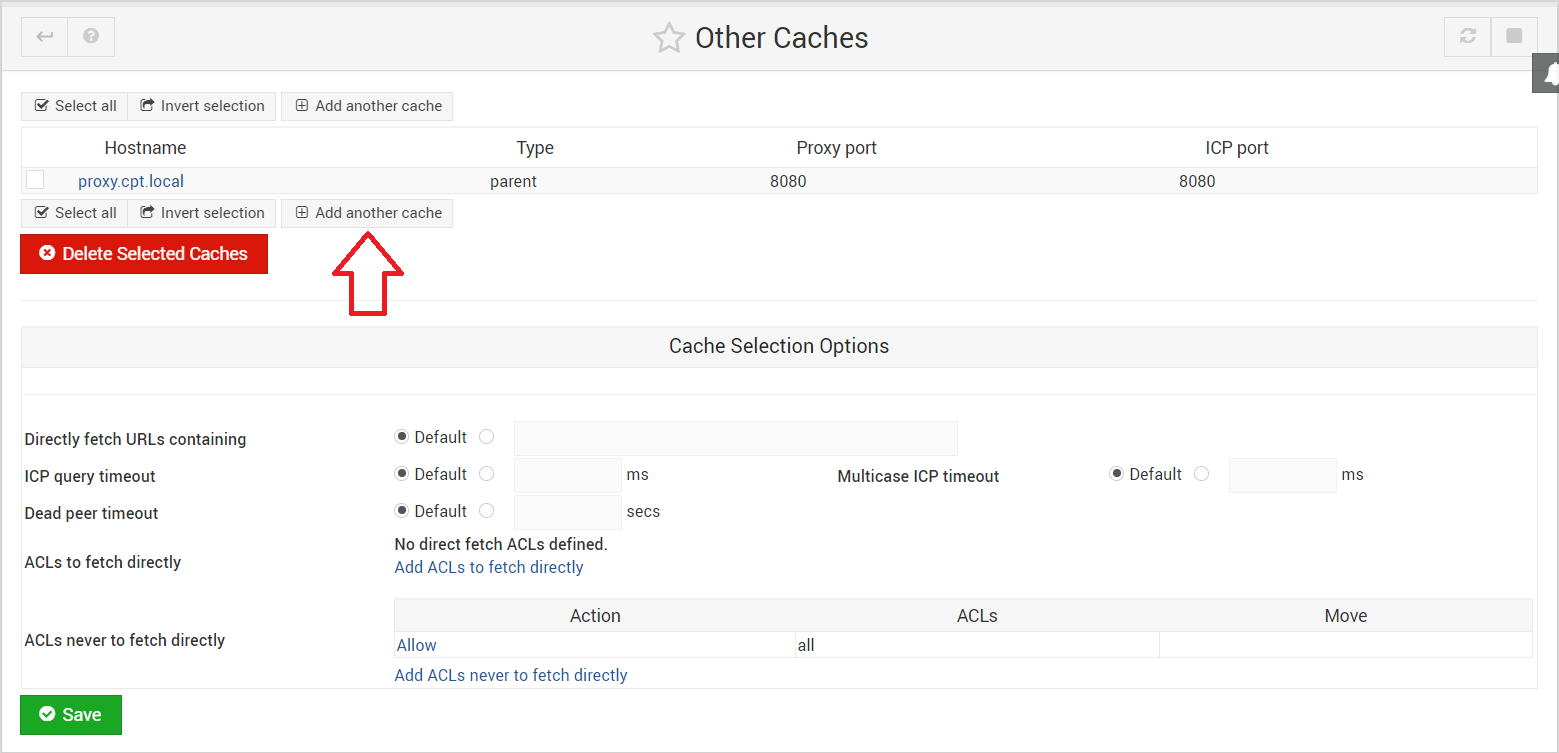 Other Caches
Select all Invert selection Add another cache
Hostname Type Proxy port ICP port
proxy.cpt.local parent 8080 8080
Select all Invert selection Add another cache
Delete Selected Caches
Cache Selection Options
Directly fetch URLs containing Default
ICP query timeout Default ms Multicase ICP timeout Default ms
Dead peer timeout Default secs
ACLs to fetch directly No direct fetch ACLs defined.
Add ACLs to fetch directly
Action ACLs Move
ACLs never to fetch directly
Allow all
Add ACLs never to fetch directly
Save